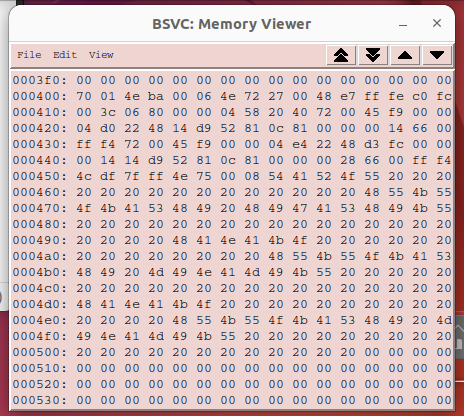 BSVC: Memory Viewer
File Edit View
0003f0: 00 00 00 00 00 00 00 00 00 00 00 00 00 00 00 00
000400: 70 01 4e ba 00 06 4e 72 27 00 48 e7 ff fe c0 fc
000410: 00 3c 06 80 00 00 04 58 20 40 72 00 45 f9 00 00
000420: 04 d0 22 48 14 d9 52 81 0c 81 00 00 00 14 66 00
000430: ff f4 72 00 45 f9 00 00 04 e4 22 48 d3 fc 00 00
000440: 00 14 14 d9 52 81 0c 81 00 00 00 28 66 00 ff f4
000450: 4c df 7f ff 4e 75 00 08 54 41 52 4f 55 20 20 20
000460: 20 20 20 20 20 20 20 20 20 20 20 20 48 55 4b 55
000470: 4f 4b 41 53 48 49 20 48 49 47 41 53 48 49 4b 55
000480: 20 20 20 20 20 20 20 20 20 20 20 20 20 20 20 20
000490: 20 20 20 20 48 41 4e 41 4b 4f 20 20 20 20 20 20
0004a0: 20 20 20 20 20 20 20 20 48 55 4b 55 4f 4b 41 53
0004b0: 48 49 20 4d 49 4e 41 4d 49 4b 55 20 20 20 20 20
0004c0: 20 20 20 20 20 20 20 20 20 20 20 20 20 20 20 20
0004d0: 48 41 4e 41 4b 4f 20 20 20 20 20 20 20 20 20 20
0004e0: 20 20 20 20 48 55 4b 55 4f 4b 41 53 48 49 20 4d
0004f0: 49 4e 41 4d 49 4b 55 20 20 20 20 20 20 20 20 20
000500: 20 20 20 20 20 20 20 20 20 20 20 20 00 00 00 00
000510: 00 00 00 00 00 00 00 00 00 00 00 00 00 00 00 00
000520: 00 00 00 00 00 00 00 00 00 00 00 00 00 00 00 00
000530: 00 00 00 00 00 00 00 00 00 00 00 00 00 00 00 00